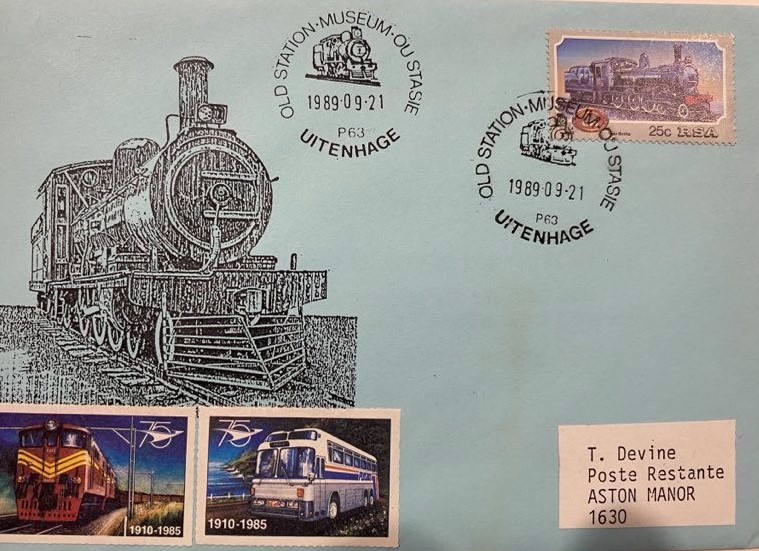 OLD STATION·MUSEUM·OU STASIE
1989·09·21
P63
UITENHAGE
25c RSA
OLD STATION·MUSEUM·OU STASIE
1989·09·21
P63
UITENHAGE
75
1910-1985
75
1910-1985
T. Devine
Poste Restante
ASTON MANOR
1630